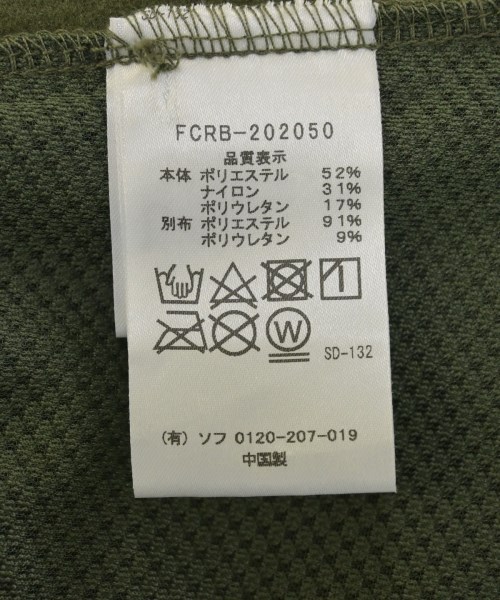 SD-132
FCRB-202050
品質表示
本体 ポリエステル 52%
ナイロン 31%
ポリウレタン 17%
別布 ポリエステル 91%
ポリウレタン 9%
W
SD-132
(有) ソフ 0120-207-019
中国製